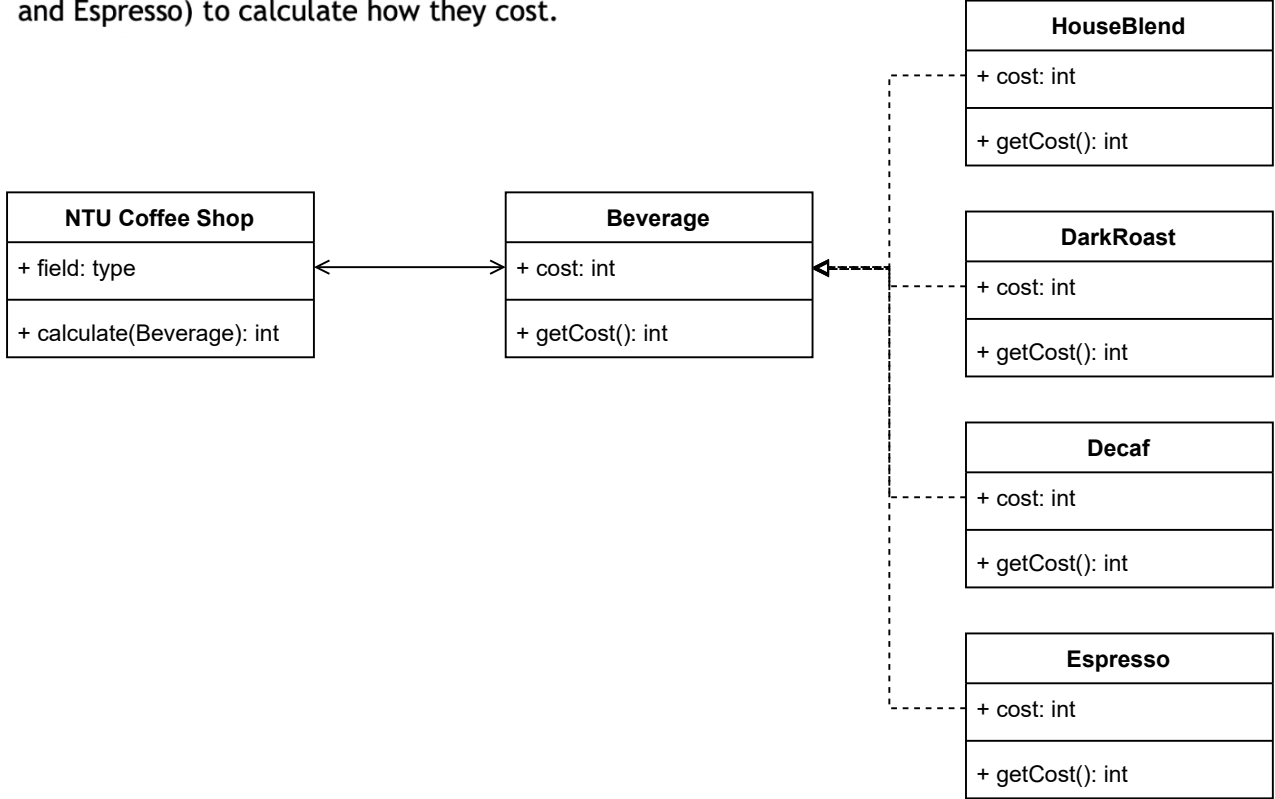 and Espresso) to calculate how they cost.
NTU Coffee Shop
+ field: type
+ calculate(Beverage): int
Beverage
+ cost: int
+ getCost(): int
HouseBlend
+ cost: int
+ getCost(): int
DarkRoast
+ cost: int
+ getCost(): int
Decaf
+ cost: int
+ getCost(): int
Espresso
+ cost: int
+ getCost(): int